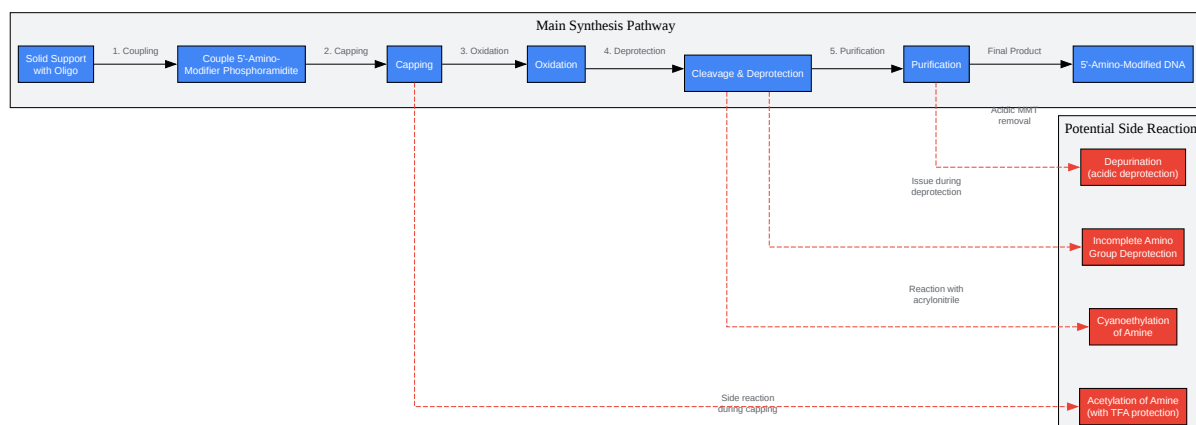 Main Synthesis Pathway
1. Coupling
2. Capping
3. Oxidation
4. Deprotection
5. Purification
Final Product
Solid Support
with Oligo
Couple 5'-Amino-
Modifier Phosphoramidite
Capping
Oxidation
Cleavage & Deprotection
Purification
5'-Amino-Modified DNA
Acidic MMT
removal
Potential Side Reaction
Depurination
(acidic deprotection)
Issue during
deprotection
Incomplete Amino
Group Deprotection
Reaction with
acrylonitrile
Cyanoethylation
of Amine
Side reaction
during capping
Acetylation of Amine
(with TFA protection)